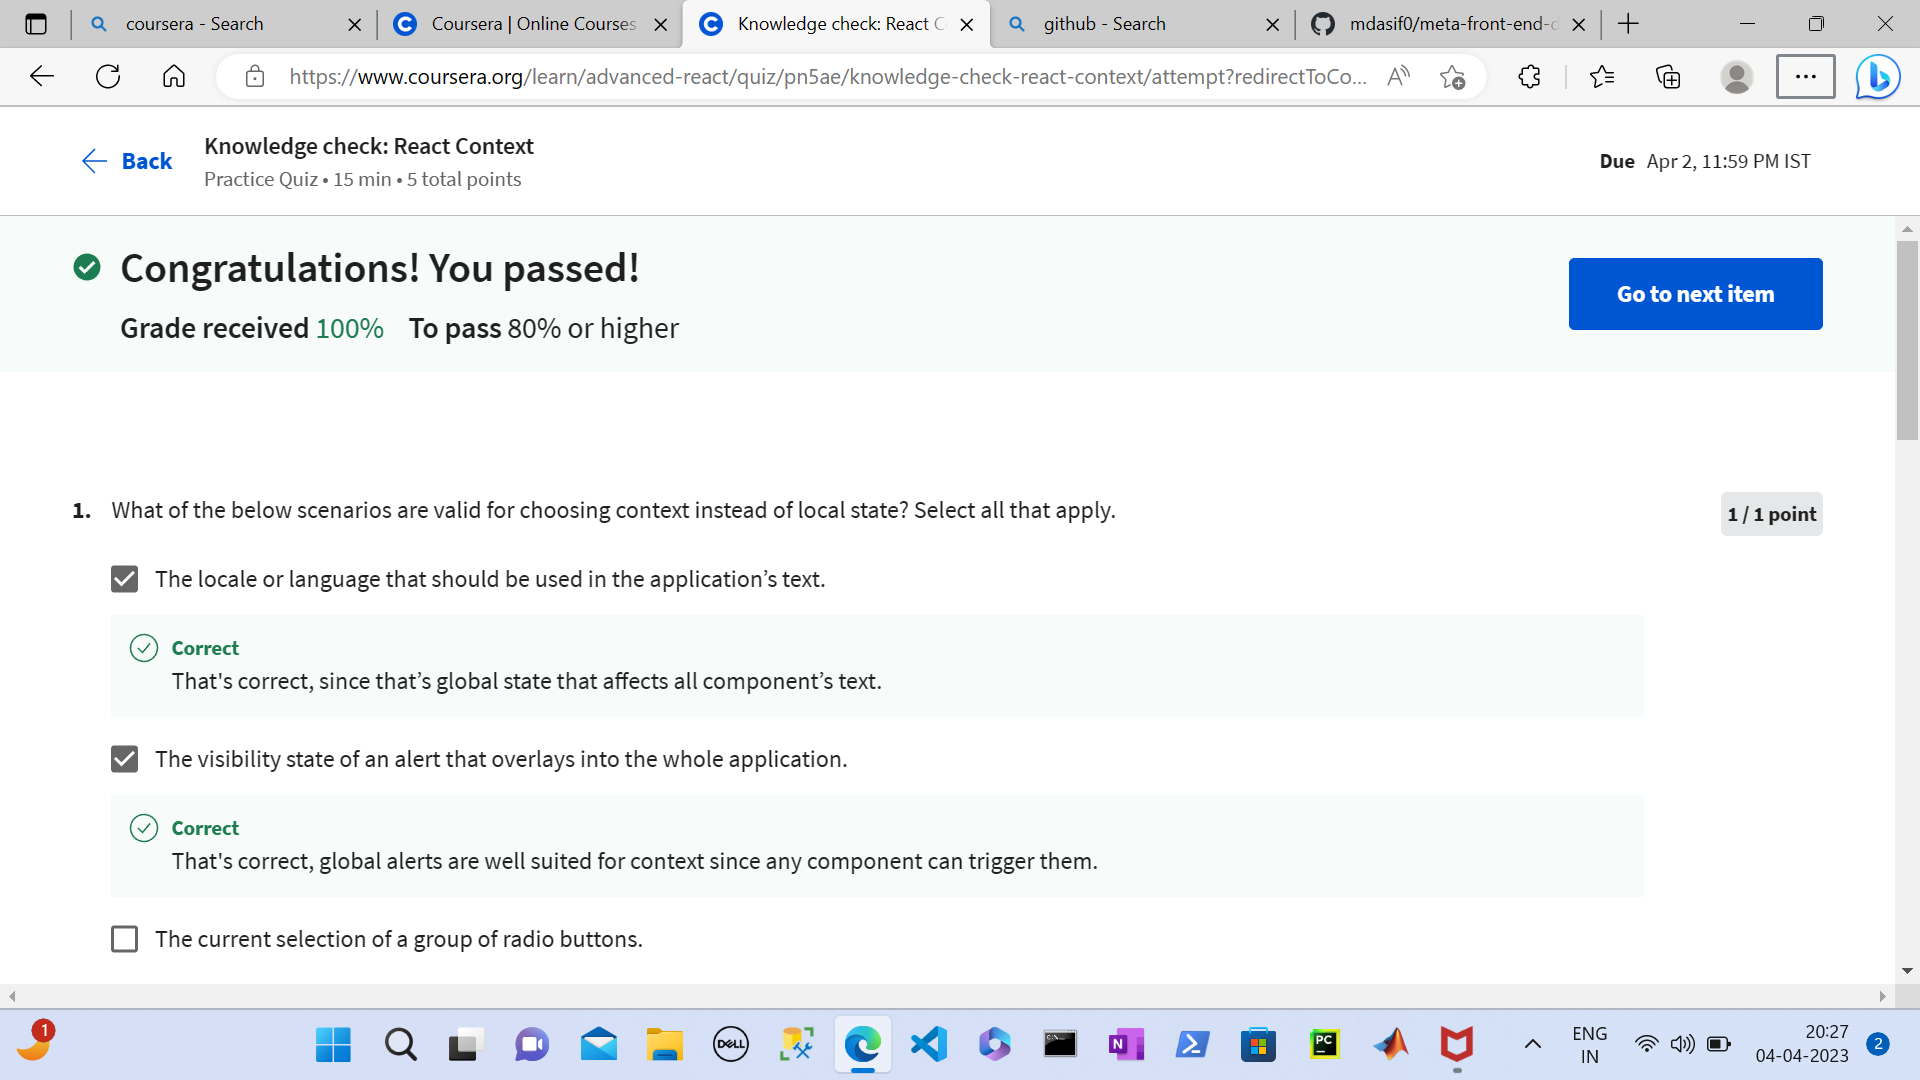 coursera - Search
Coursera | Online Courses
Knowledge check: React C
github - Search
mdasif0/meta-front-end-d
https://www.coursera.org/learn/advanced-react/quiz/pn5ae/knowledge-check-react-context/attempt?redirectToCo...
Back
Knowledge check: React Context
Practice Quiz • 15 min • 5 total points
Due Apr 2, 11:59 PM IST
Congratulations! You passed!
Grade received 100% To pass 80% or higher
Go to next item
1. What of the below scenarios are valid for choosing context instead of local state? Select all that apply.
1 / 1 point
The locale or language that should be used in the application’s text.
Correct
That's correct, since that’s global state that affects all component’s text.
The visibility state of an alert that overlays into the whole application.
Correct
That's correct, global alerts are well suited for context since any component can trigger them.
The current selection of a group of radio buttons.
1
DELL
N
PC
ENG
IN
20:27
04-04-2023
2